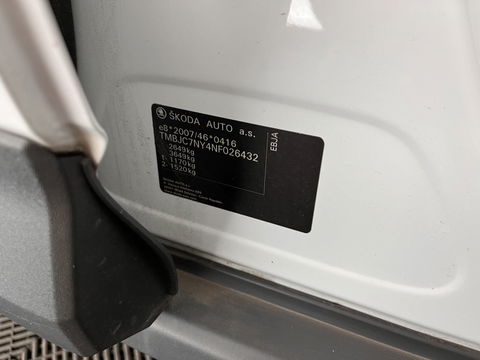 ŠKODA AUTO a.s.
e8*2007/46*0416
TMBJC7NY4NF026432
2649kg
3649kg
1- 1170kg
2- 1520kg
EBJA